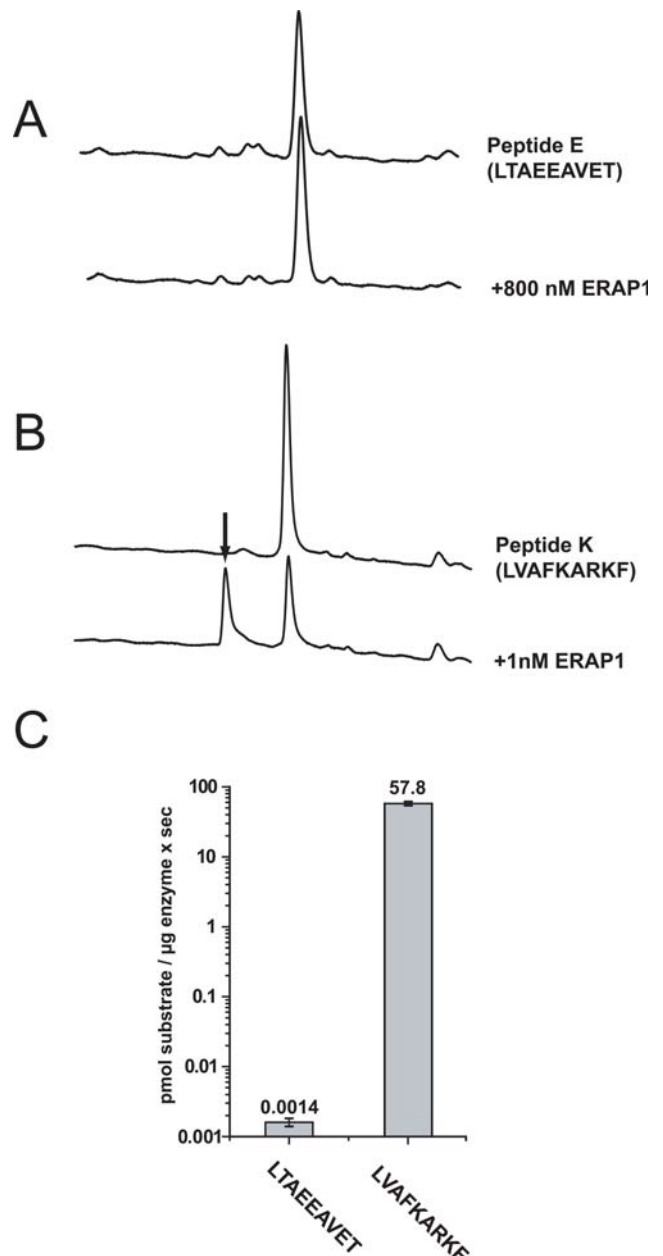 A
Peptide E
(LTAEEAVET)
+800 nM ERAP1
B
Peptide K
(LVAFKARKF)
+1nM ERAP1
C
pmol substrate / µg enzyme x sec
100
10
1
0.1
0.01
0.001
57.8
0.0014
LTAEEAVET
LVAFKARKF